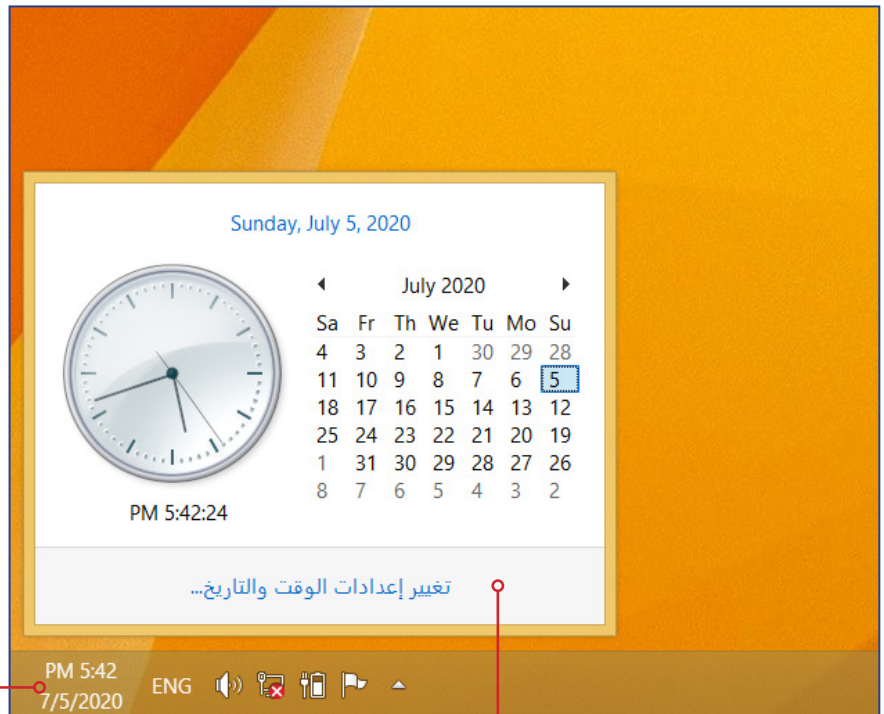 Sunday, July 5, 2020
July 2020
Sa Fr Th We Tu Mo Su
4 3 2 1 30 29 28
11 10 9 8 7 6 5
18 17 16 15 14 13 12
25 24 23 22 21 20 19
1 31 30 29 28 27 26
8 7 6 5 4 3 2
PM 5:42:24
تغيير إعدادات الوقت والتاريخ...
PM 5:42
7/5/2020
ENG